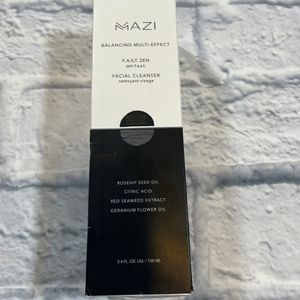 MAZI
BALANCING MULTI-EFFECT
F.A.S.T. ZEN
zen f.a.s.t.
FACIAL CLEANSER
nettoyant visage
ROSEHIP SEED OIL
CITRIC ACID
RED SEAWEED EXTRACT
GERANIUM FLOWER OIL
3.4 FL.OZ. LIQ. / 100 ML